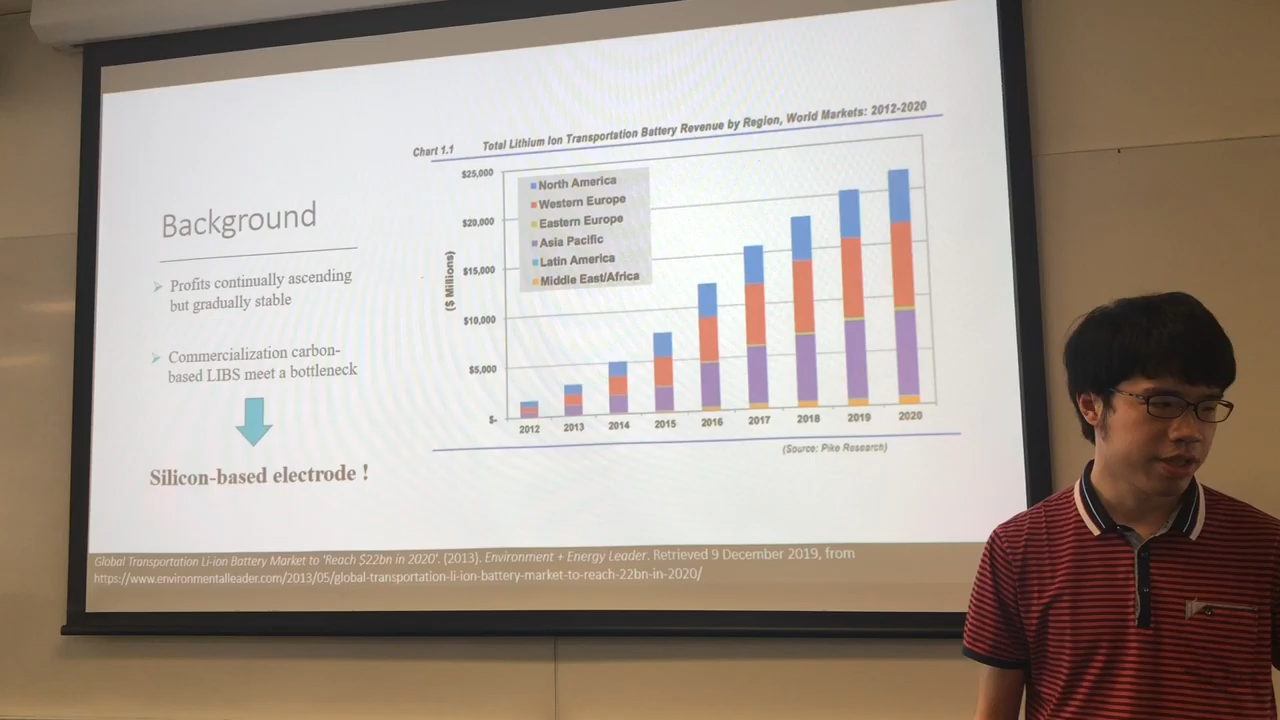 Chart 1.1 Total Lithium Ion Transportation Battery Revenue by Region, World Markets: 2012-2020
Background
Profits continually ascending
but gradually stable
Commercialization carbon-
based LIBS meet a bottleneck
Silicon-based electrode !
($ Millions)
$25,000
$20,000
$15,000
$10,000
$5,000
$-
North America
Western Europe
Eastern Europe
Asia Pacific
Latin America
Middle East/Africa
2012 2013 2014 2015 2016 2017 2018 2019 2020
(Source: Pike Research)
Global Transportation Li-ion Battery Market to 'Reach $22bn in 2020'. (2013). Environment + Energy Leader. Retrieved 9 December 2019, from
https://www.environmentalleader.com/2013/05/global-transportation-li-ion-battery-market-to-reach-22bn-in-2020/